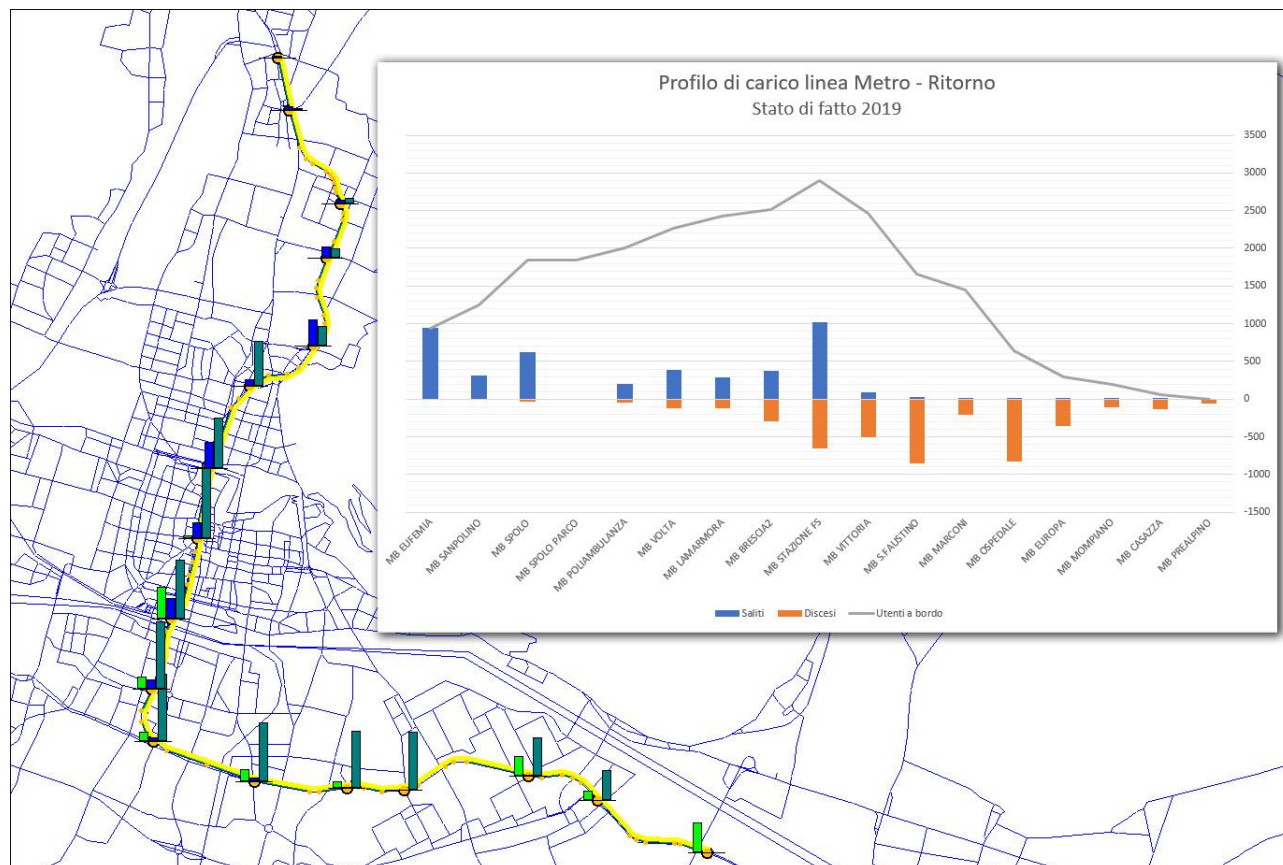 Profilo di carico linea Metro - Ritorno
Stato di fatto 2019
3500
3000
2500
2000
1500
1000
500
0
-500
-1000
-1500
MB EUFEMIA
MB SANPOLINO
MB SPOLO
MB SPOLO PARCO
MB POLIAMBULANZA
MB VOLTA
MB LAMARMORA
MB BRESCIA2
MB STAZIONE FS
MB VITTORIA
MB S.FAUSTINO
MB MARCONI
MB OSPEDALE
MB EUROPA
MB MOMPIANO
MB CASAZZA
MB PREALPINO
Saliti Discesi Utenti a bordo